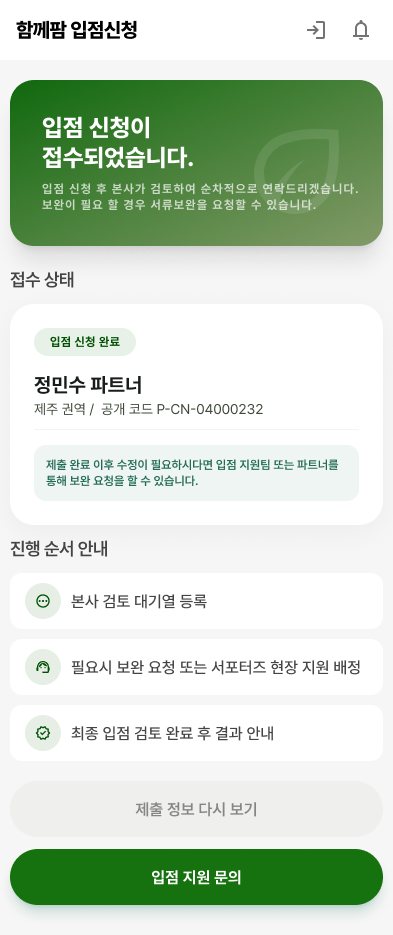 함께팜 입점신청
입점 신청이
접수되었습니다.
입점 신청 후 본사가 검토하여 순차적으로 연락드리겠습니다.
보완이 필요 할 경우 서류보완을 요청할 수 있습니다.
접수 상태
입점 신청 완료
정민수 파트너
제주 권역 / 공개 코드 P-CN-04000232
제출 완료 이후 수정이 필요하시다면 입점 지원팀 또는 파트너를
통해 보완 요청을 할 수 있습니다.
진행 순서 안내
본사 검토 대기열 등록
필요시 보완 요청 또는 서포터즈 현장 지원 배정
최종 입점 검토 완료 후 결과 안내
제출 정보 다시 보기
입점 지원 문의